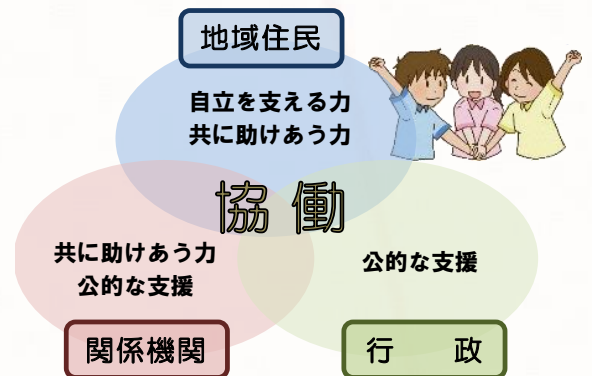 地域住民
自立を支える力
共に助けあう力
協働
共に助けあう力
公的な支援
公的な支援
関係機関
行　政